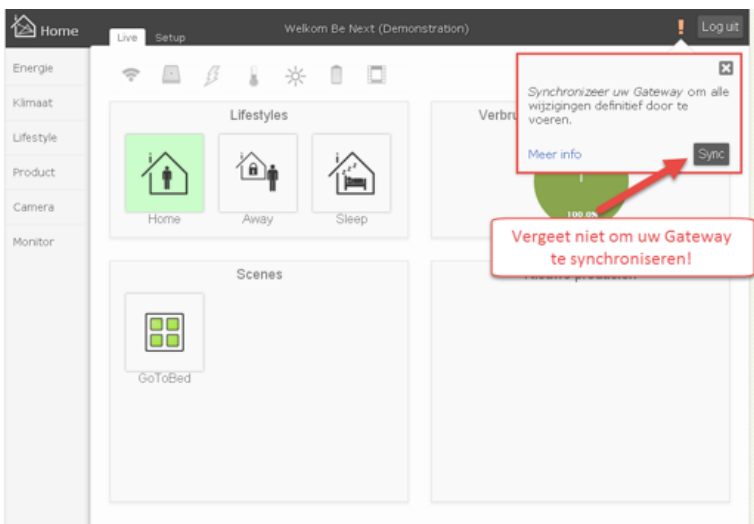 Home
Live Setup
Welkom Be Next (Demonstration)
! Log uit
Energie
Klimaat
Lifestyle
Product
Camera
Monitor
Lifestyles
Home
Away
Sleep
Synchronizeer uw Gateway om alle
wijzigingen definitief door te
voeren.
Meer info
Sync
100.0%
Vergeet niet om uw Gateway
te synchroniseren!
Scenes
GoToBed